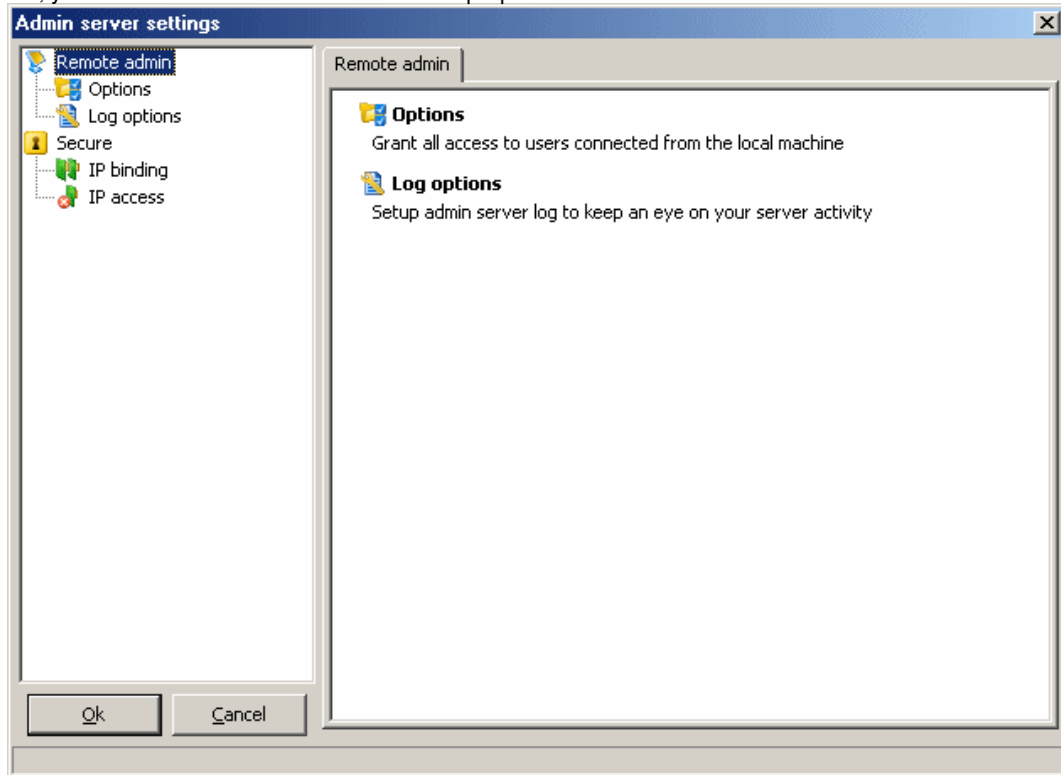 Admin server settings
Remote admin
Options
Log options
Secure
IP binding
IP access
Ok
Cancel
Remote admin
Options
Grant all access to users connected from the local machine
Log options
Setup admin server log to keep an eye on your server activity